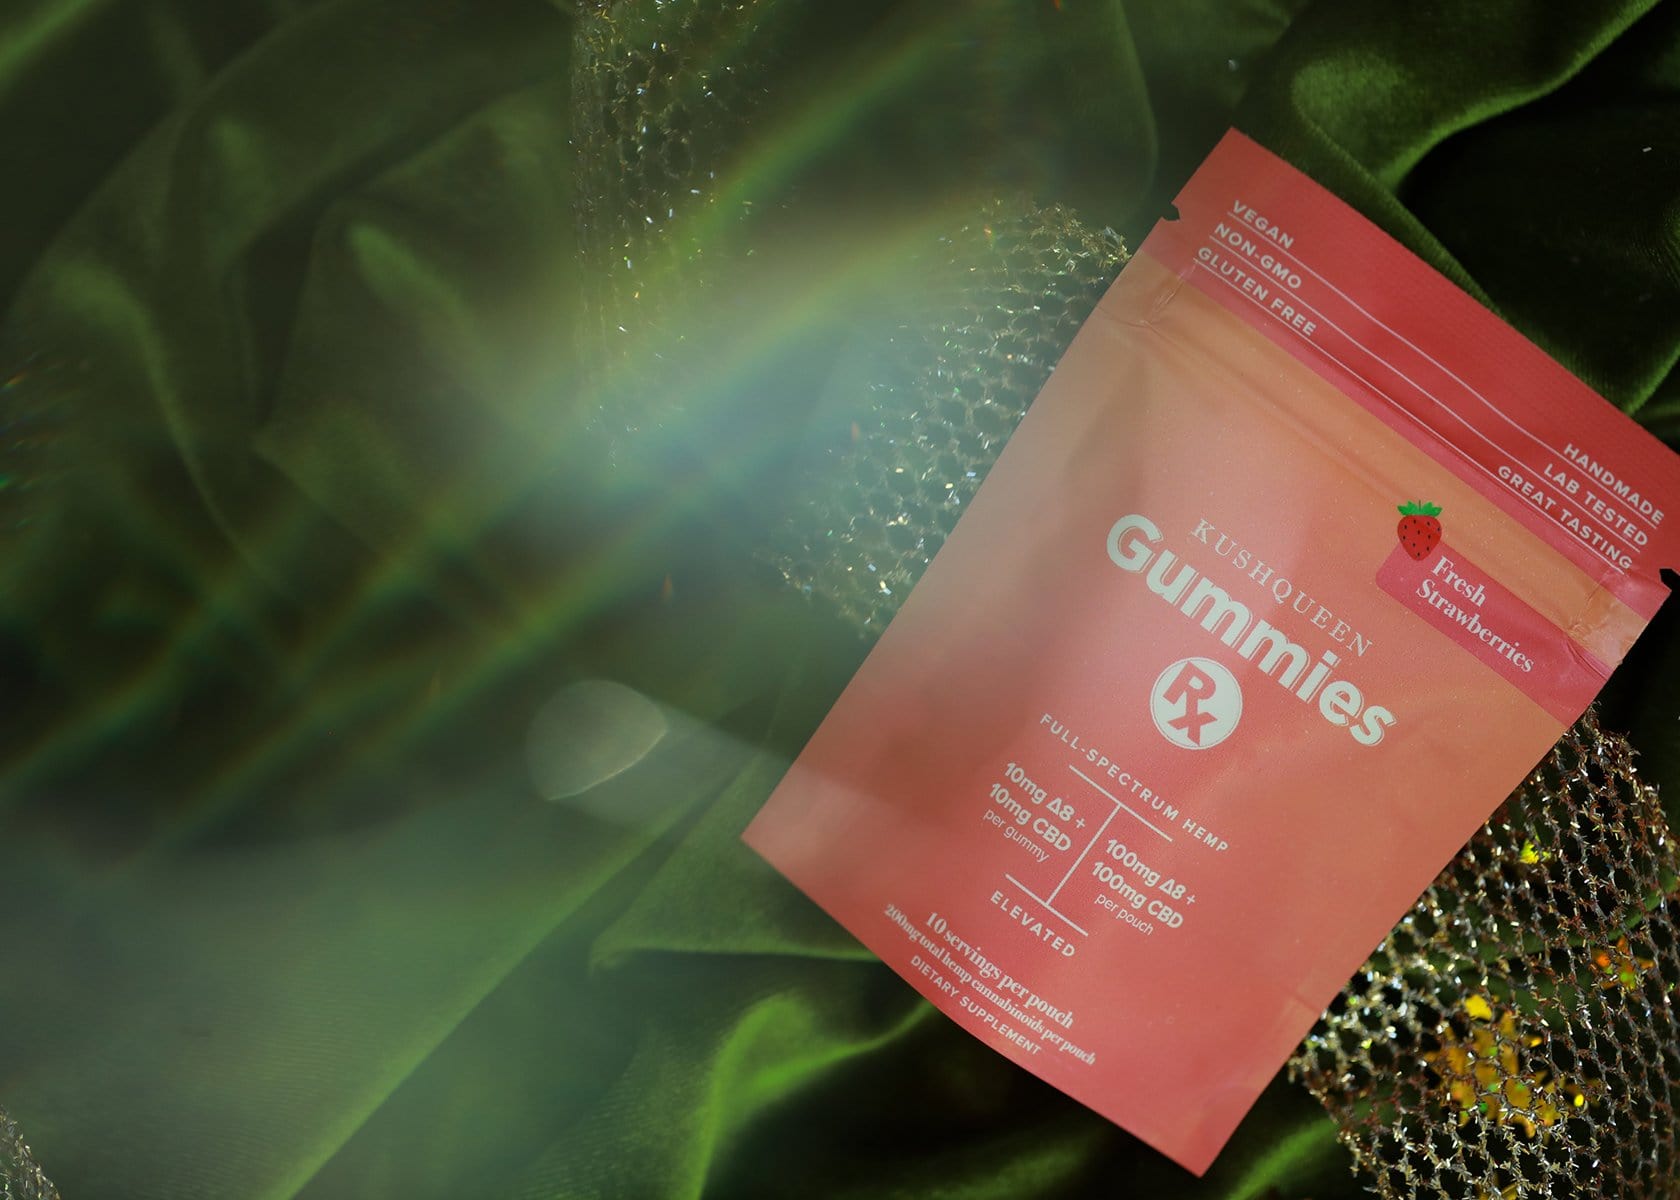 VEGAN
NON-GMO
GLUTEN FREE
HANDMADE
LAB TESTED
GREAT TASTING
Fresh
Strawberries
KUSHQUEEN
Gummies
Rx
FULL-SPECTRUM HEMP
10mg Δ8 +
10mg CBD
per gummy
100mg Δ8 +
100mg CBD
per pouch
ELEVATED
10 servings per pouch
200mg total hemp cannabinoids per pouch
DIETARY SUPPLEMENT